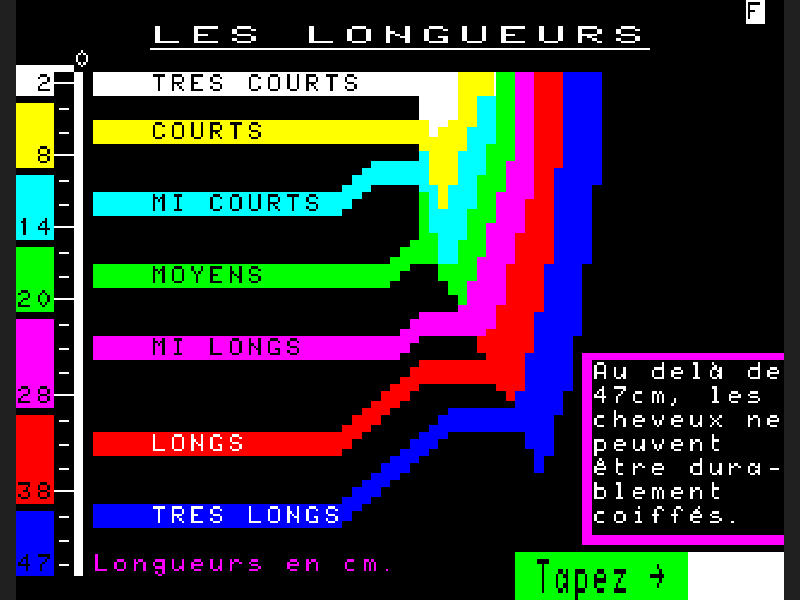 F
LES LONGUEURS
0
2 TRES COURTS
COURTS
8
MI COURTS
14
MOYENS
20
MI LONGS
28
LONGS
38
TRES LONGS
47
Longueurs en cm.
Au delà de
47cm, les
cheveux ne
peuvent
être dura-
blement
coiffés.
Tapez →